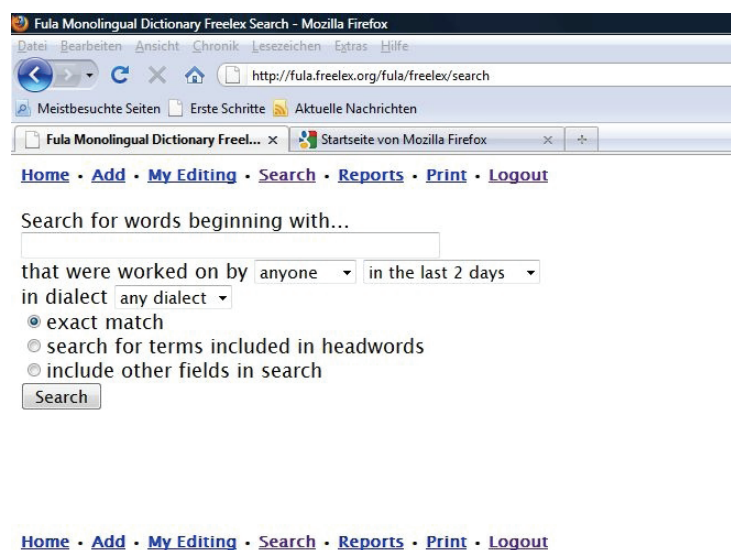 Fula Monolingual Dictionary Freelex Search - Mozilla Firefox
Datei Bearbeiten Ansicht Chronik Lesezeichen Extras Hilfe
http://fula.freelex.org/fula/freelex/search
Meistbesuchte Seiten Erste Schritte Aktuelle Nachrichten
Fula Monolingual Dictionary Freel... × Startseite von Mozilla Firefox × +
Home • Add • My Editing • Search • Reports • Print • Logout
Search for words beginning with...
that were worked on by anyone in the last 2 days
in dialect any dialect
exact match
search for terms included in headwords
include other fields in search
Search
Home • Add • My Editing • Search • Reports • Print • Logout